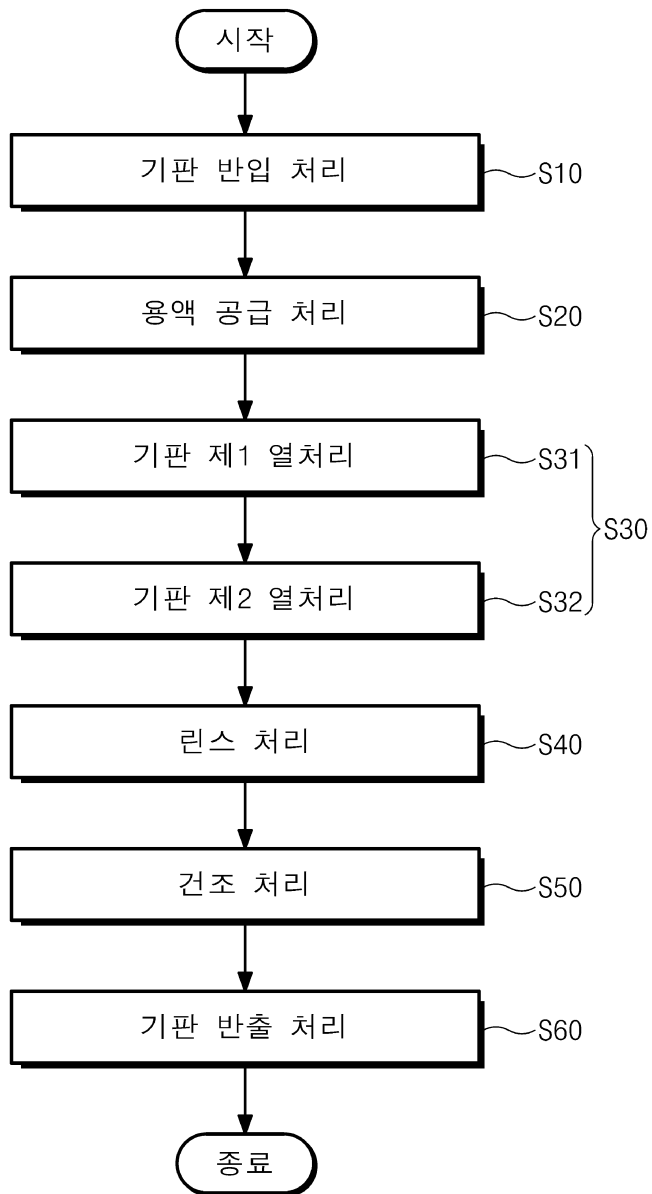 시작
기판 반입 처리
S10
용액 공급 처리
S20
기판 제1 열처리
S31
S30
기판 제2 열처리
S32
린스 처리
S40
건조 처리
S50
기판 반출 처리
S60
종료